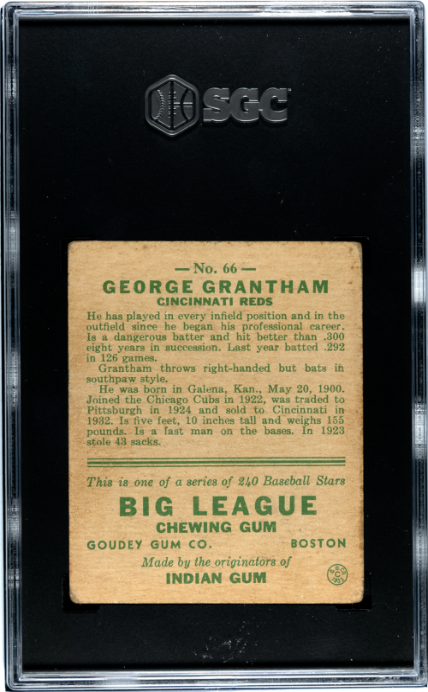 SGC
— No. 66 —
GEORGE GRANTHAM
CINCINNATI REDS
He has played in every infield position and in the
outfield since he began his professional career.
Is a dangerous batter and hit better than .300
eight years in succession. Last year batted .292
in 126 games.
Grantham throws right-handed but bats in
southpaw style.
He was born in Galena, Kan., May 20, 1900.
Joined the Chicago Cubs in 1922, was traded to
Pittsburgh in 1924 and sold to Cincinnati in
1932. Is five feet, 10 inches tall and weighs 155
pounds. Is a fast man on the bases. In 1923
stole 43 sacks.
This is one of a series of 240 Baseball Stars
BIG LEAGUE
CHEWING GUM
GOUDEY GUM CO. BOSTON
Made by the originators of
INDIAN GUM